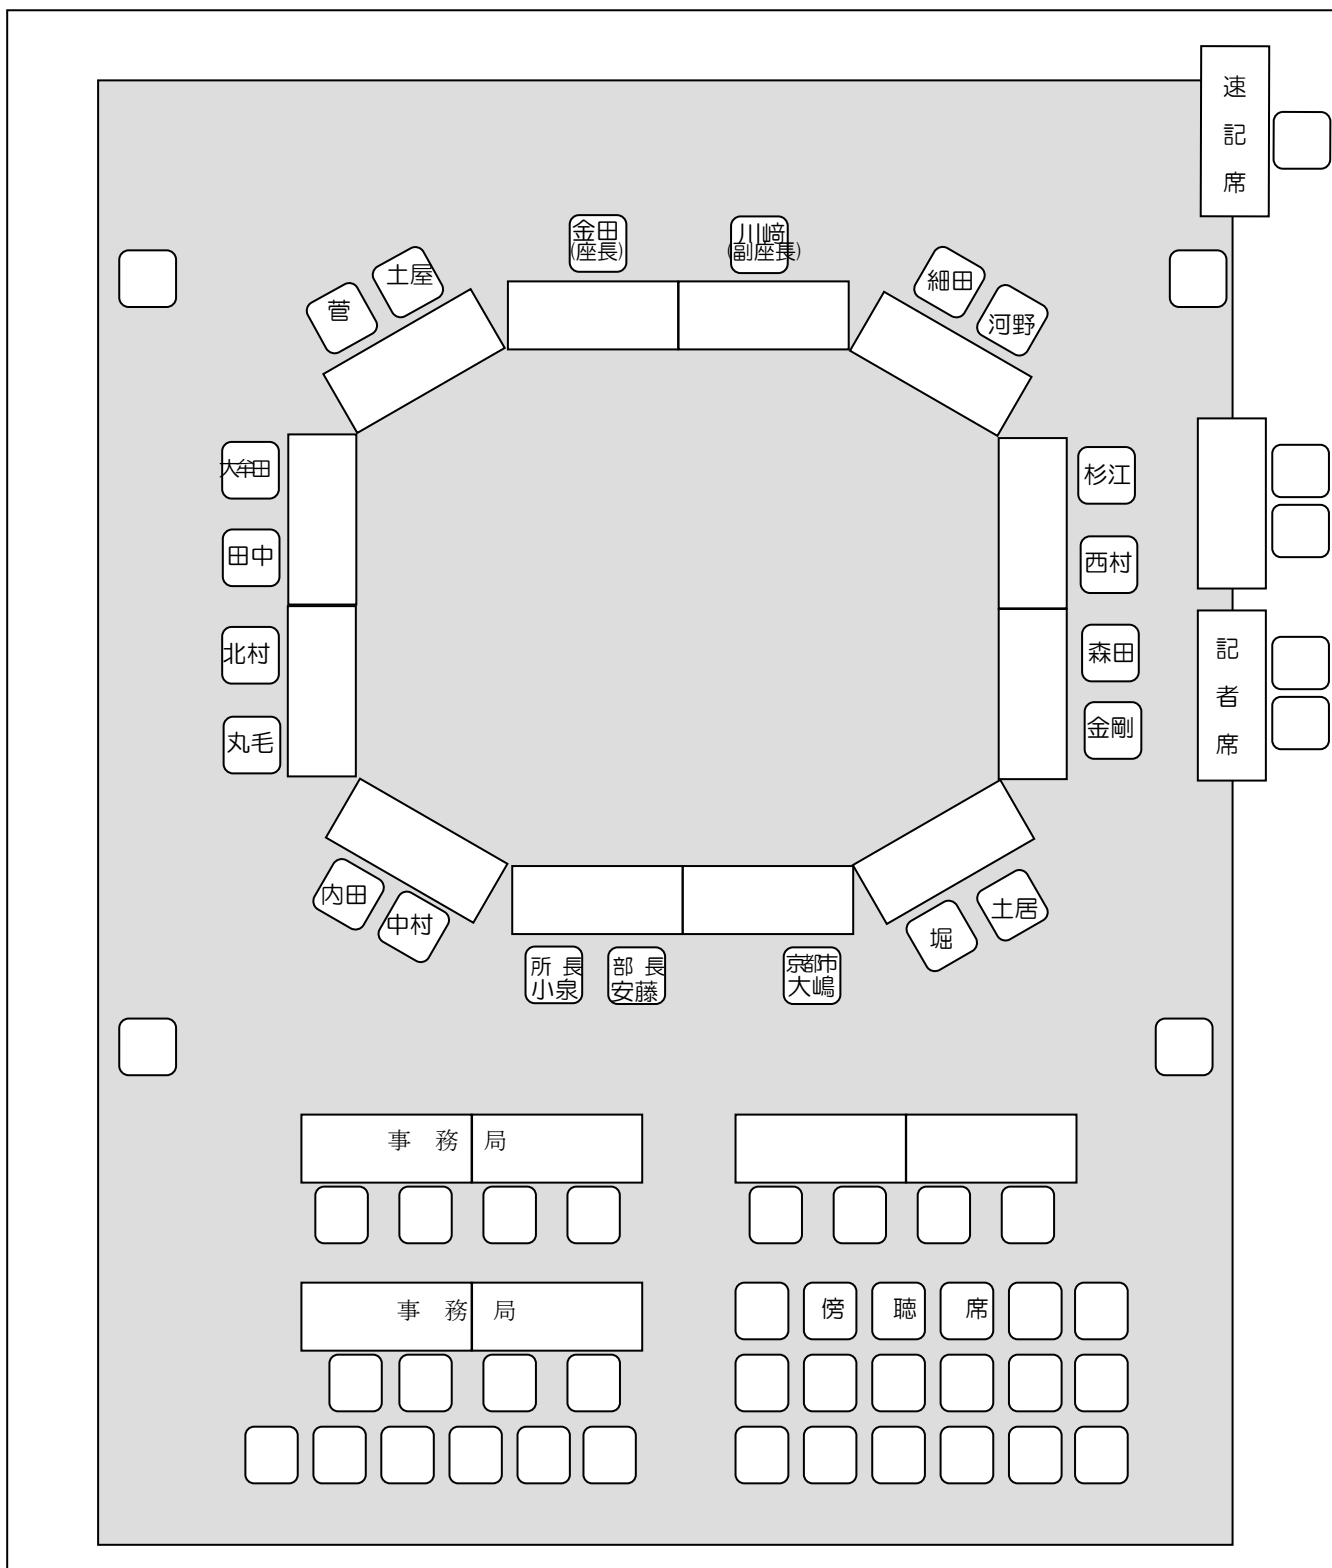 速記席
金田
(座長)
川﨑
(副座長)
土屋
菅
細田
河野
大牟田
杉江
田中
西村
北村
森田
記者席
丸毛
金剛
内田
中村
土居
堀
所 長
小泉
部 長
安藤
京都市
大嶋
事 務 局
事 務 局
傍 聴 席